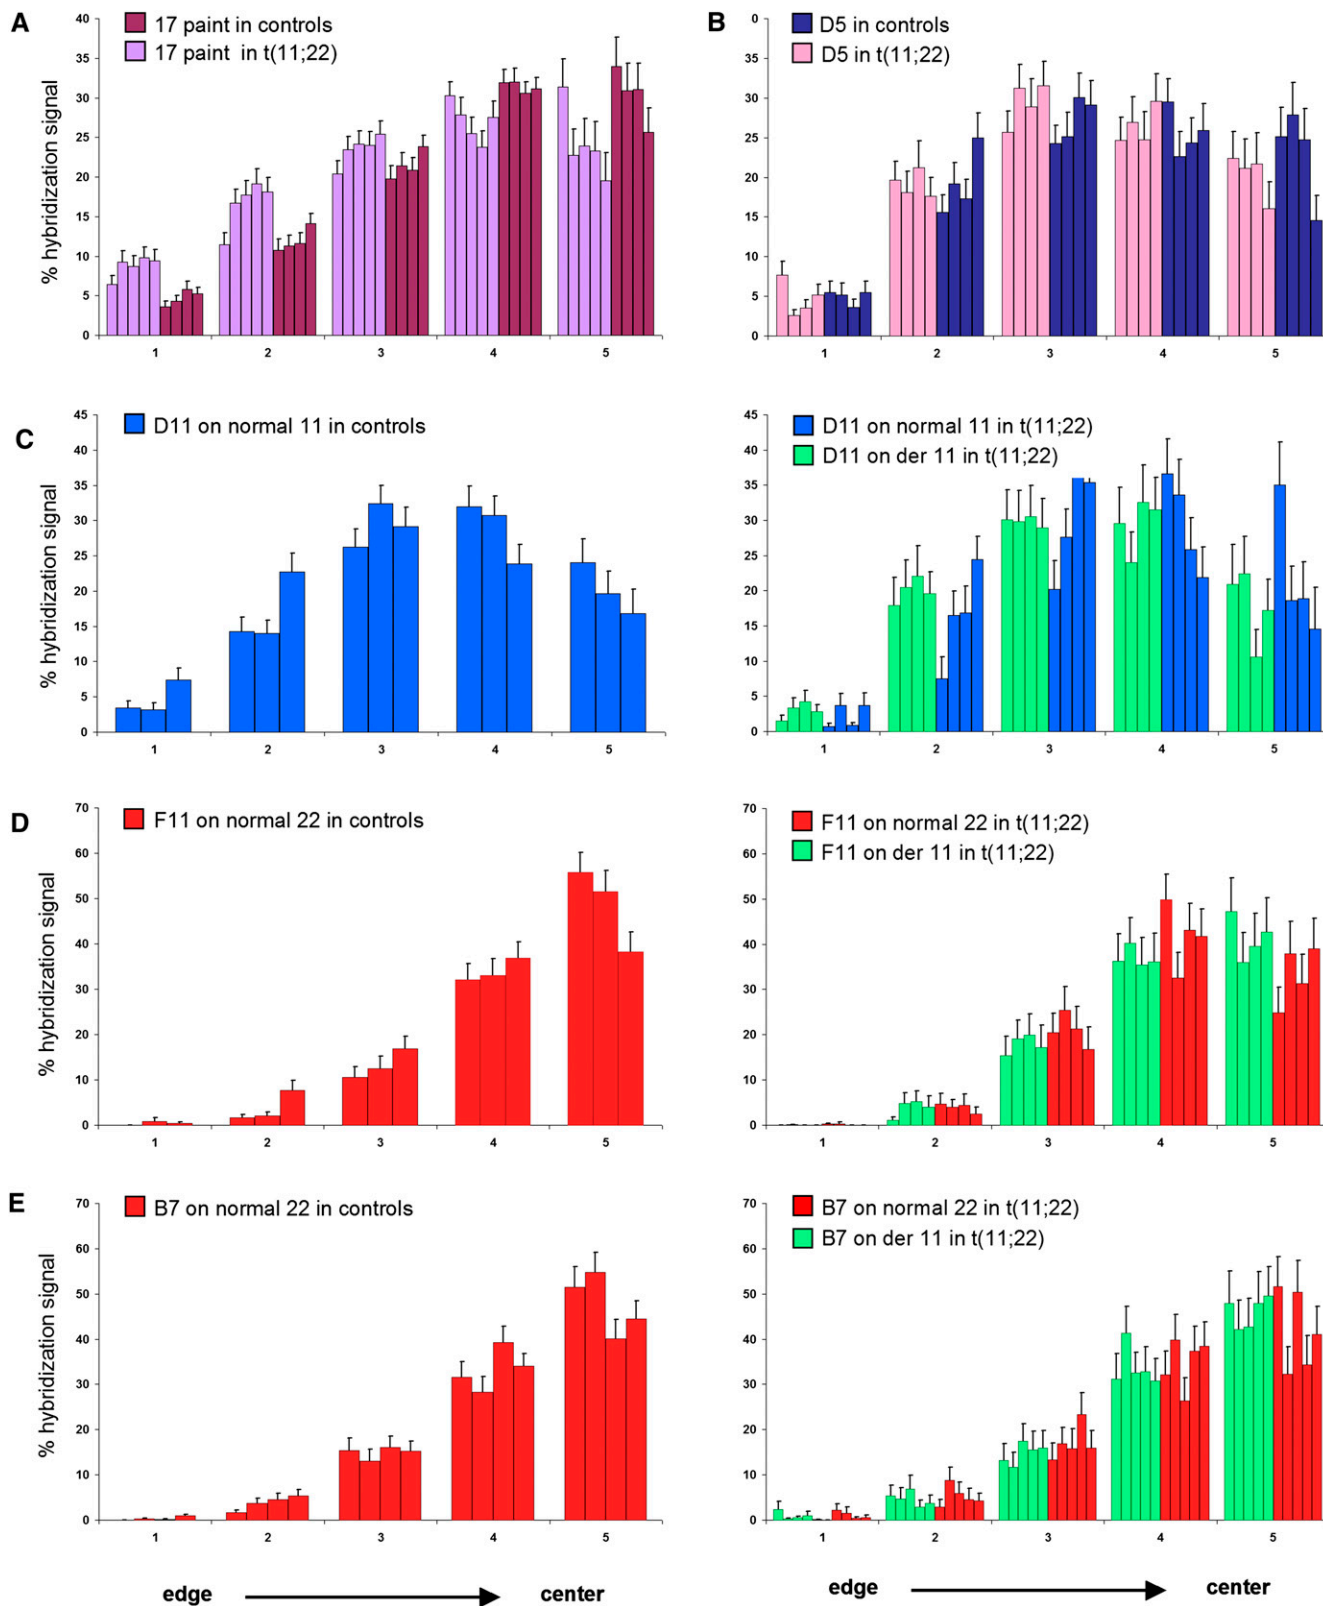 A
17 paint in controls
17 paint in t(11;22)
% hybridization signal
40
35
30
25
20
15
10
5
0
1 2 3 4 5
B
D5 in controls
D5 in t(11;22)
0
35
30
25
20
15
10
5
0
1 2 3 4 5
C
D11 on normal 11 in controls
% hybridization signal
45
40
35
30
25
20
15
10
5
0
1 2 3 4 5
D11 on normal 11 in t(11;22)
D11 on der 11 in t(11;22)
45
40
35
30
25
20
15
10
5
0
1 2 3 4 5
D
F11 on normal 22 in controls
% hybridization signal
70
60
50
40
30
20
10
0
1 2 3 4 5
F11 on normal 22 in t(11;22)
F11 on der 11 in t(11;22)
70
60
50
40
30
20
10
0
1 2 3 4 5
E
B7 on normal 22 in controls
% hybridization signal
70
60
50
40
30
20
10
0
1 2 3 4 5
edge center
B7 on normal 22 in t(11;22)
B7 on der 11 in t(11;22)
70
60
50
40
30
20
10
0
1 2 3 4 5
edge center